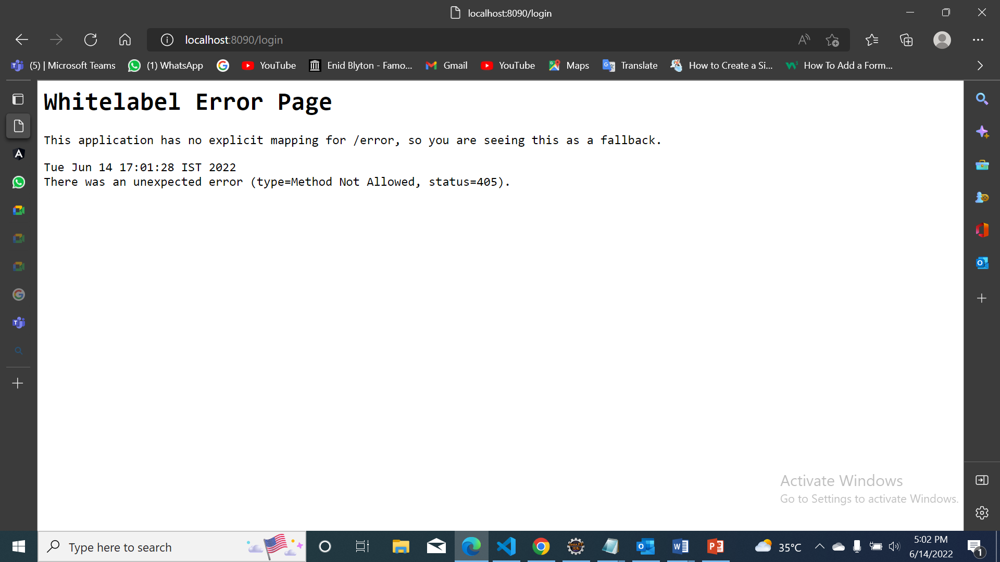 localhost:8090/login
localhost:8090/login
(5) | Microsoft Teams
(1) WhatsApp
YouTube
Enid Blyton - Famo...
Gmail
YouTube
Maps
Translate
How to Create a Si...
How To Add a Form...
Whitelabel Error Page
This application has no explicit mapping for /error, so you are seeing this as a fallback.
Tue Jun 14 17:01:28 IST 2022
There was an unexpected error (type=Method Not Allowed, status=405).
Activate Windows
Go to Settings to activate Windows.
Type here to search
35°C
5:02 PM
6/14/2022
1